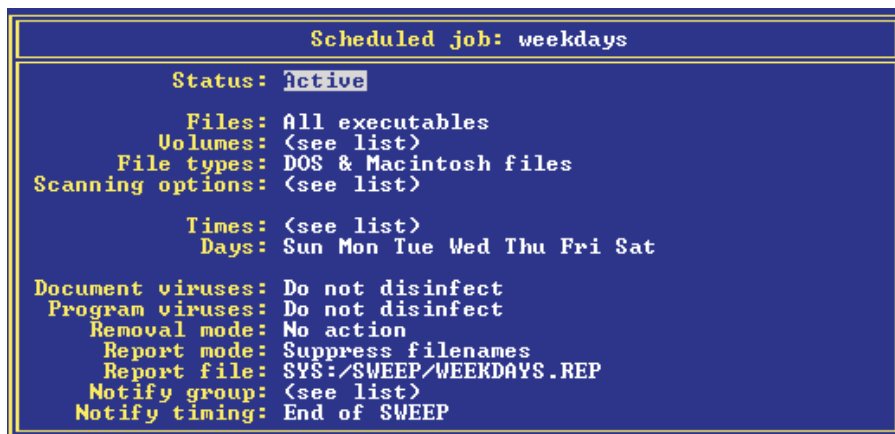 Scheduled job: weekdays
Status: Active
Files: All executables
Volumes: (see list)
File types: DOS & Macintosh files
Scanning options: (see list)
Times: (see list)
Days: Sun Mon Tue Wed Thu Fri Sat
Document viruses: Do not disinfect
Program viruses: Do not disinfect
Removal mode: No action
Report mode: Suppress filenames
Report file: SYS:/SWEEP/WEEKDAYS.REP
Notify group: (see list)
Notify timing: End of SWEEP